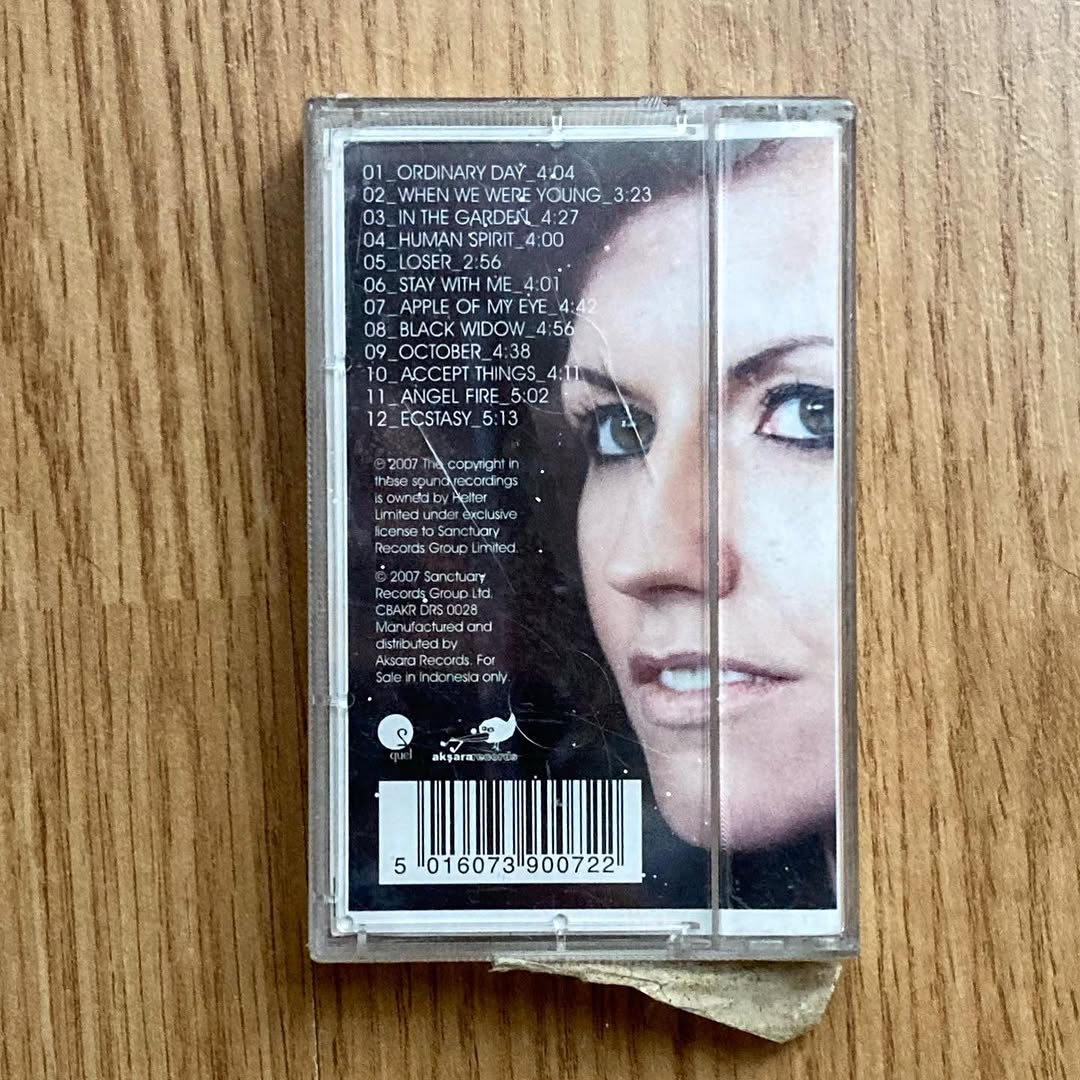 01_ORDINARY DAY_4:04
02_WHEN WE WERE YOUNG_3:23
03_IN THE GARDEN_4:27
04_HUMAN SPIRIT_4:00
05_LOSER_2:56
06_STAY WITH ME_4:01
07_APPLE OF MY EYE_4:42
08_BLACK WIDOW_4:56
09_OCTOBER_4:38
10_ACCEPT THINGS_4:11
11_ANGEL FIRE_5:02
12_ECSTASY_5:13
℗ 2007 The copyright in
these sound recordings
is owned by Helter
Limited under exclusive
license to Sanctuary
Records Group Limited.
© 2007 Sanctuary
Records Group Ltd.
CBAKR DRS 0028
Manufactured and
distributed by
Aksara Records. For
Sale in Indonesia only.
2
quel
aksararecords
5 016073 900722